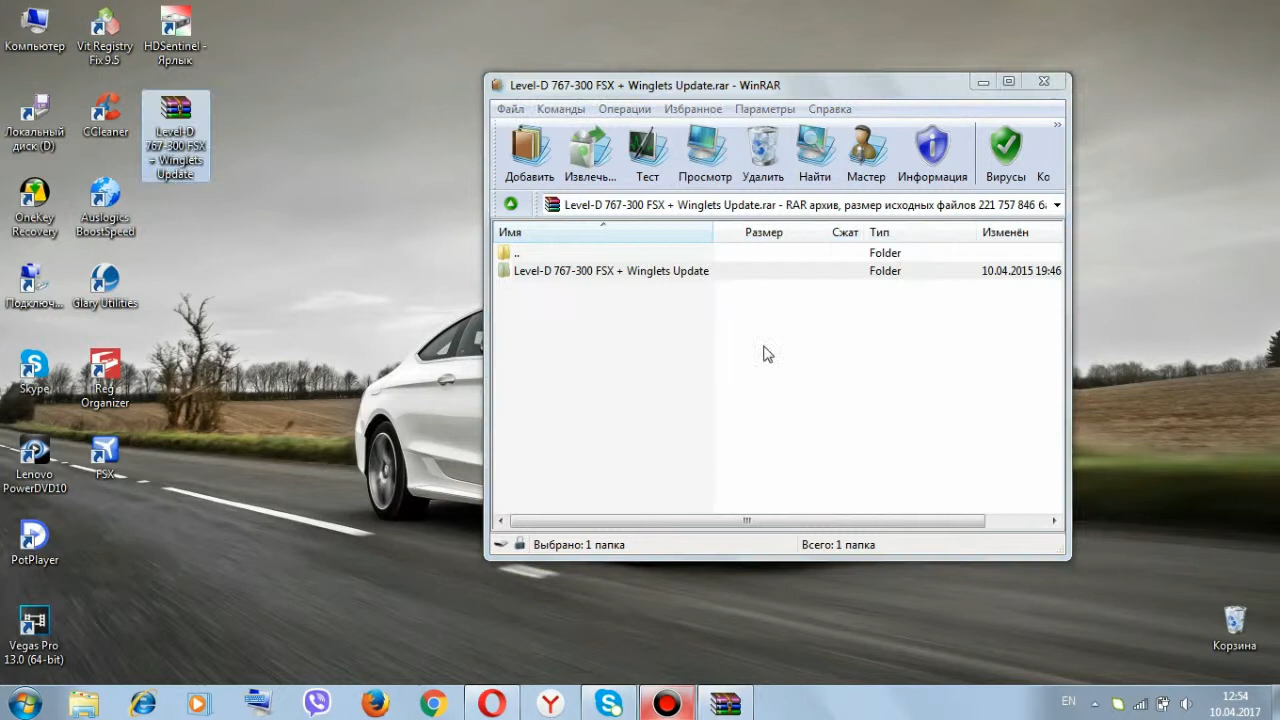 Компьютер
Vit Registry
Fix 9.5
HDSentinel -
Ярлык
Локальный
диск (D)
CCleaner
Level-D
767-300 FSX
+ Winglets
Update
OneKey
Recovery
Auslogics
BoostSpeed
Подключ...
Glary Utilities
Skype
Reg
Organizer
Lenovo
PowerDVD10
FSX
PotPlayer
Vegas Pro
13.0 (64-bit)
Level-D 767-300 FSX + Winglets Update.rar - WinRAR
Файл Команды Операции Избранное Параметры Справка
»
Добавить Извлечь... Тест Просмотр Удалить Найти Мастер Информация Вирусы Ко
Level-D 767-300 FSX + Winglets Update.rar - RAR архив, размер исходных файлов 221 757 846 ба
Имя Размер Сжат Тип Изменён
.. Folder
Level-D 767-300 FSX + Winglets Update Folder 10.04.2015 19:46
Выбрано: 1 папка Всего: 1 папка
Корзина
EN
12:54
10.04.2017